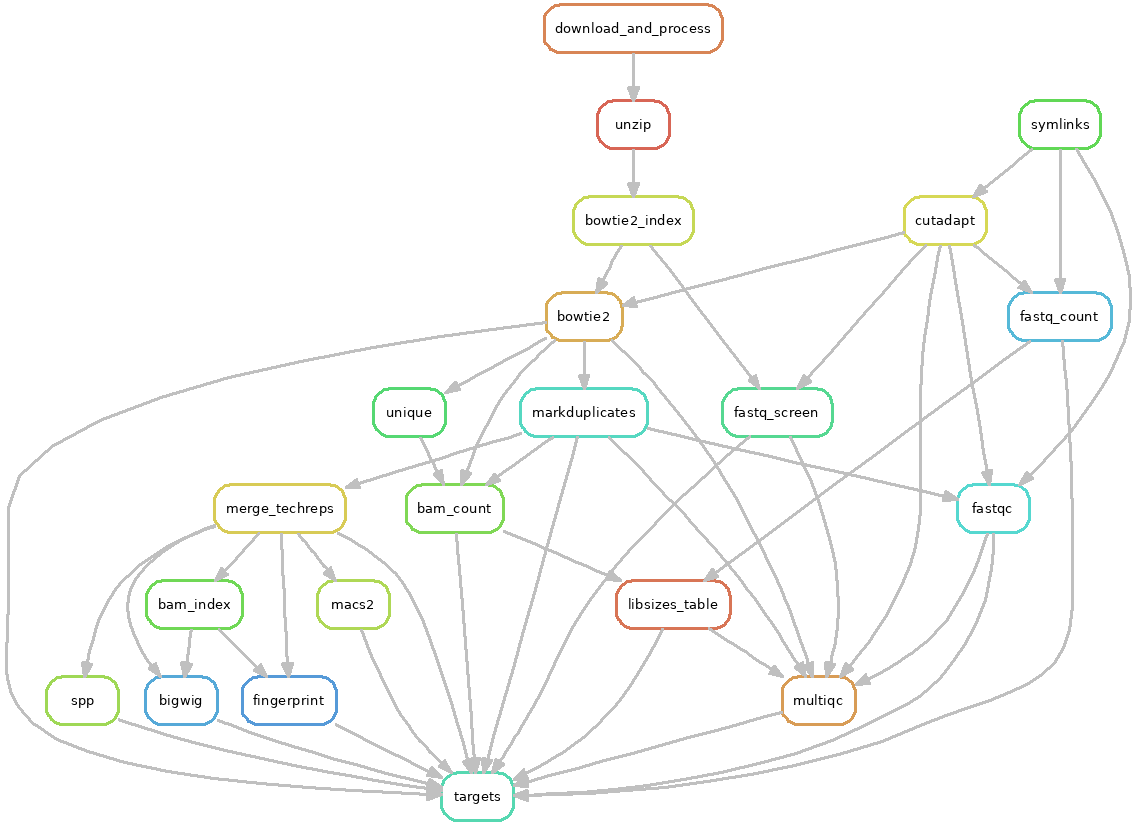 download_and_process
unzip
symlinks
bowtie2_index
cutadapt
bowtie2
fastq_count
unique
markduplicates
fastq_screen
merge_techreps
bam_count
fastqc
bam_index
macs2
libsizes_table
spp
bigwig
fingerprint
multiqc
targets